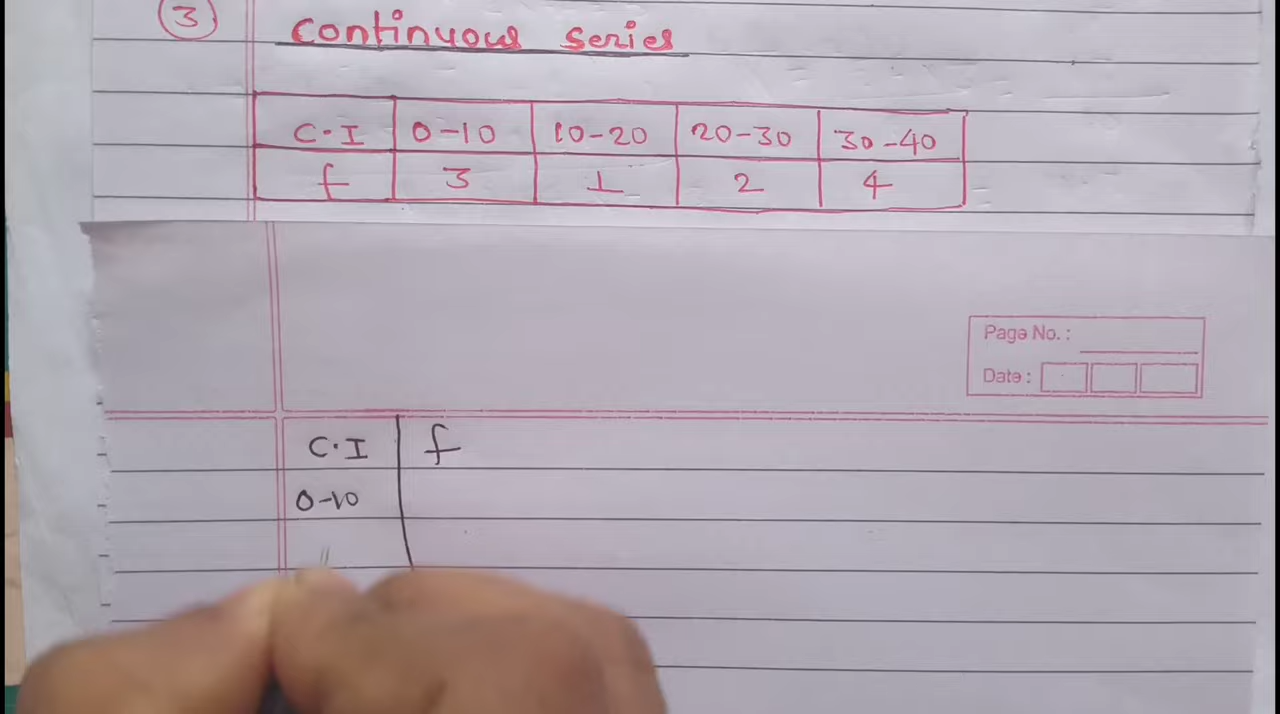 3 Continuous series
C.I 0-10 10-20 20-30 30-40
f 3 1 2 4
Page No. :
Date :
C.I f
0-10